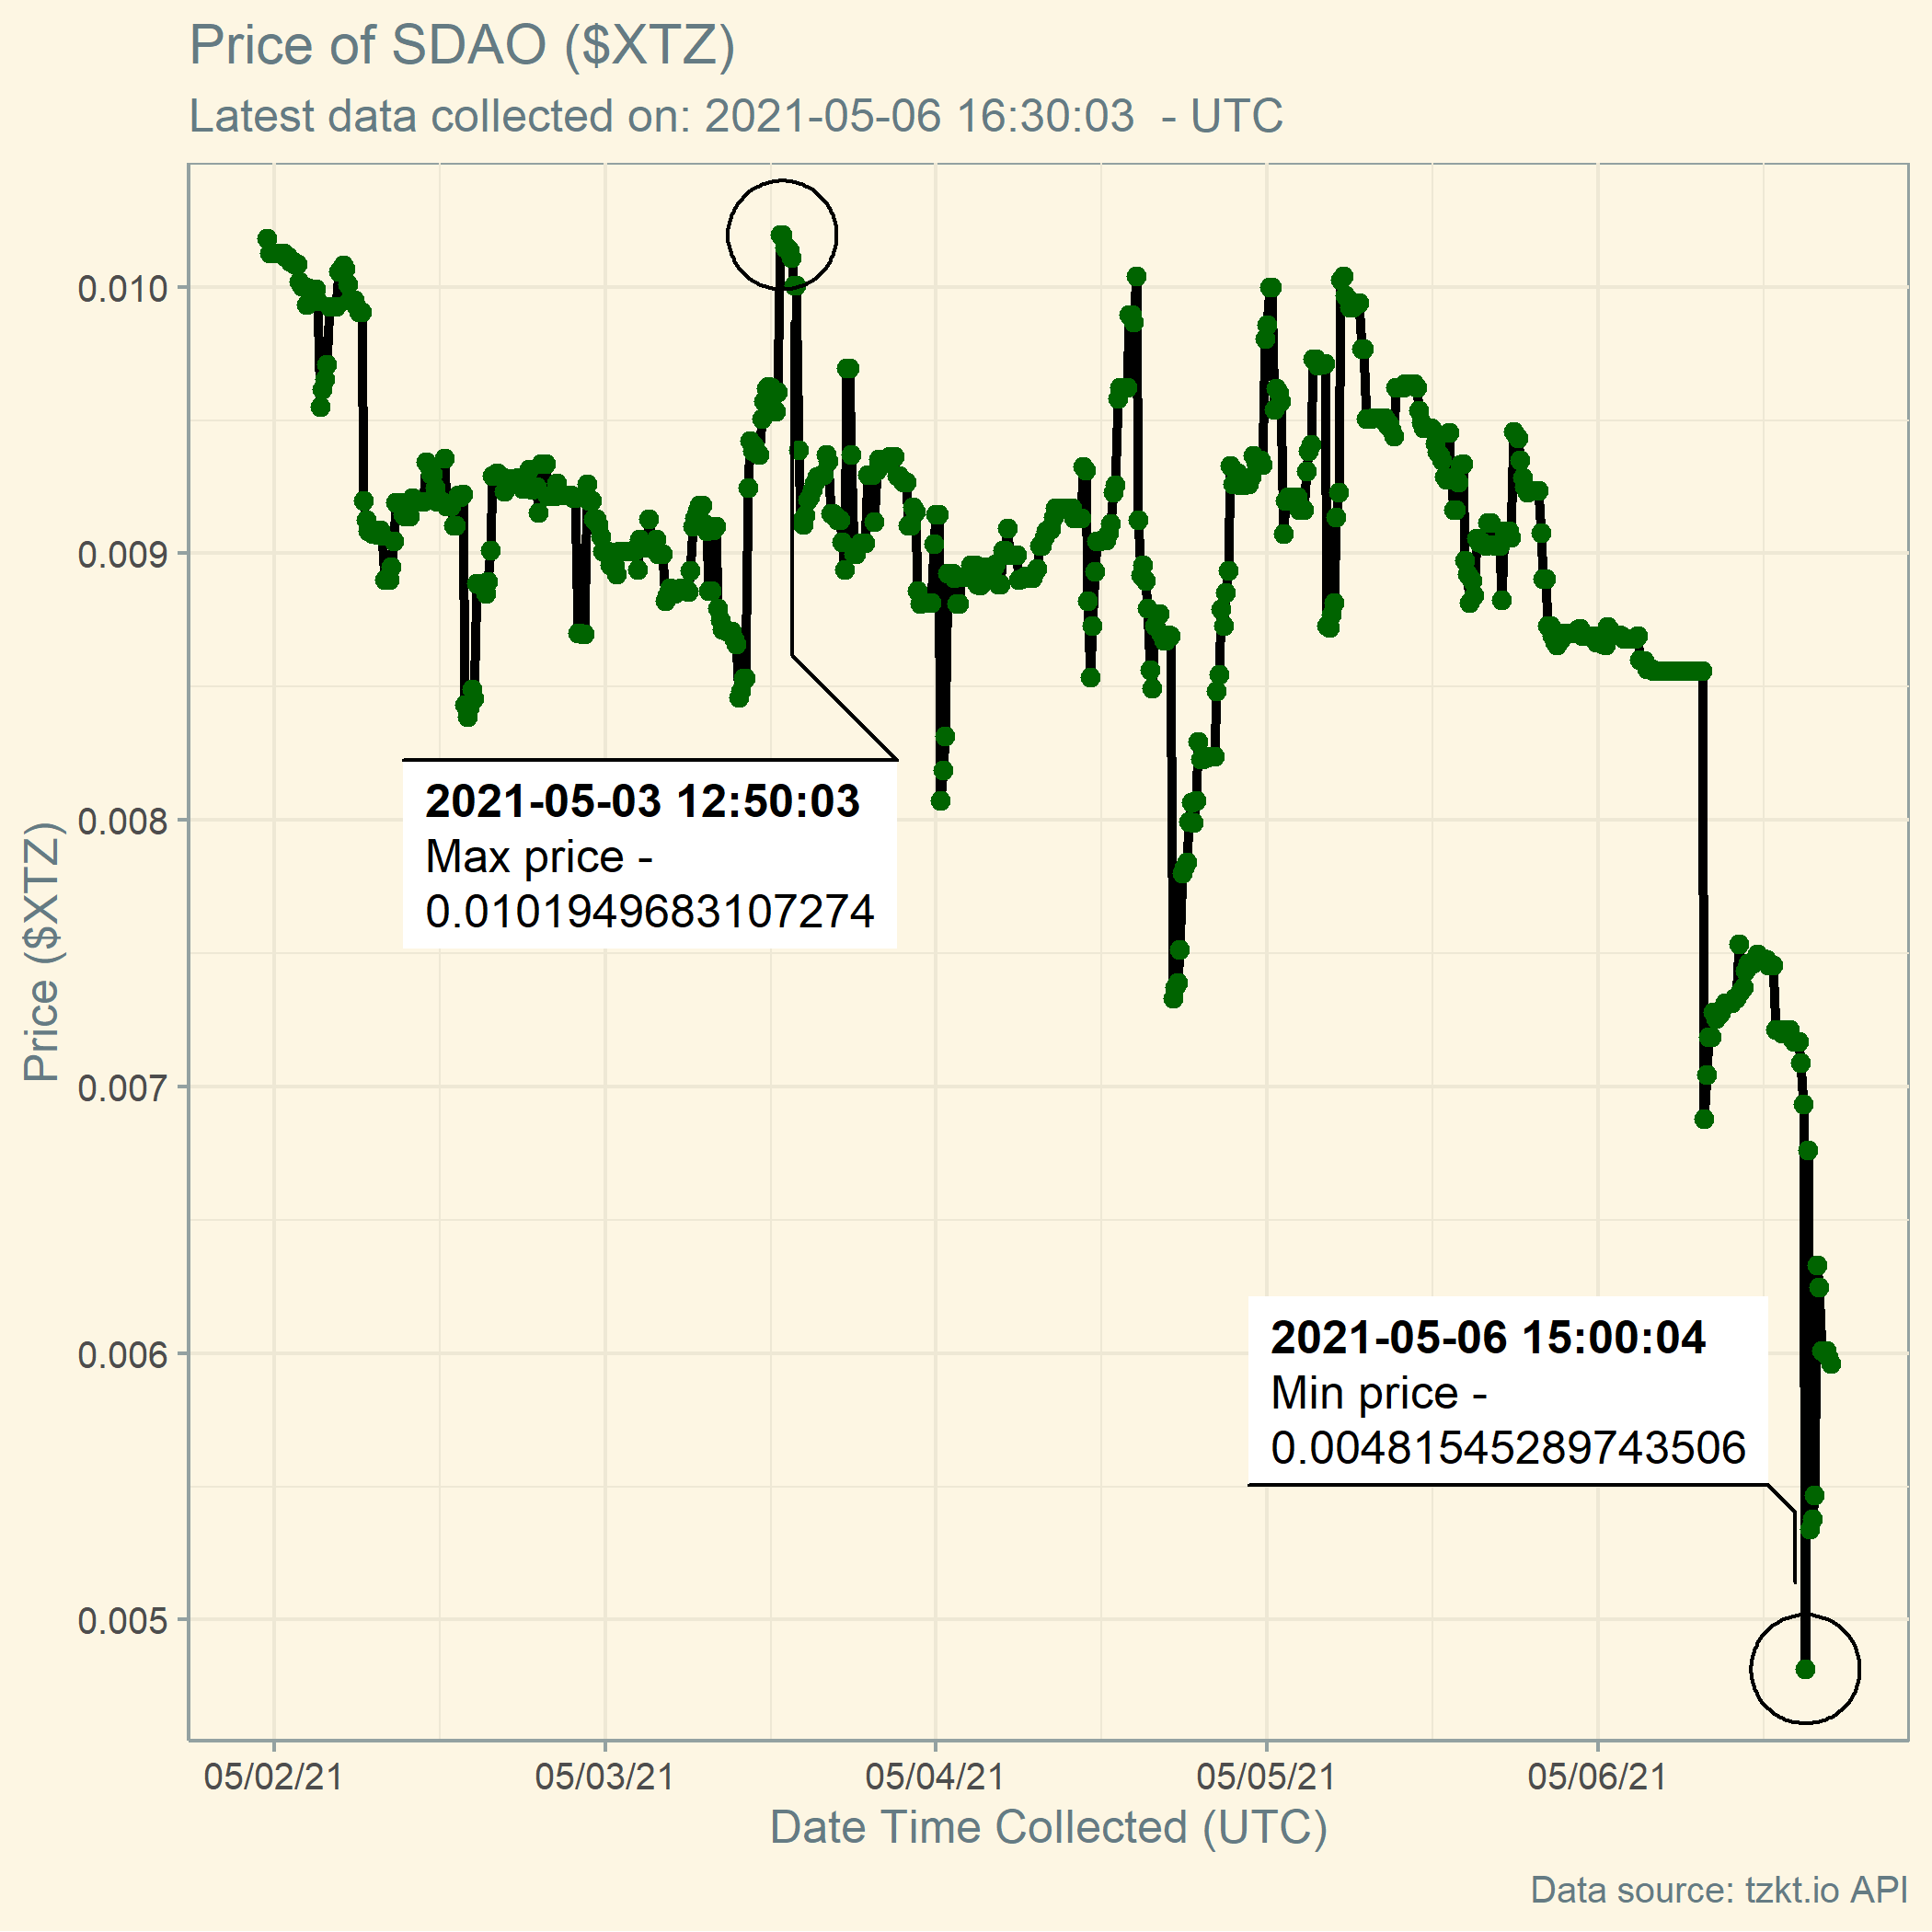 Price of SDAO ($XTZ)
Latest data collected on: 2021-05-06 16:30:03  - UTC
0.010
0.009
0.008
0.007
0.006
0.005
Price ($XTZ)
2021-05-03 12:50:03
Max price -
0.0101949683107274
2021-05-06 15:00:04
Min price -
0.00481545289743506
05/02/21
05/03/21
05/04/21
05/05/21
05/06/21
Date Time Collected (UTC)
Data source: tzkt.io API